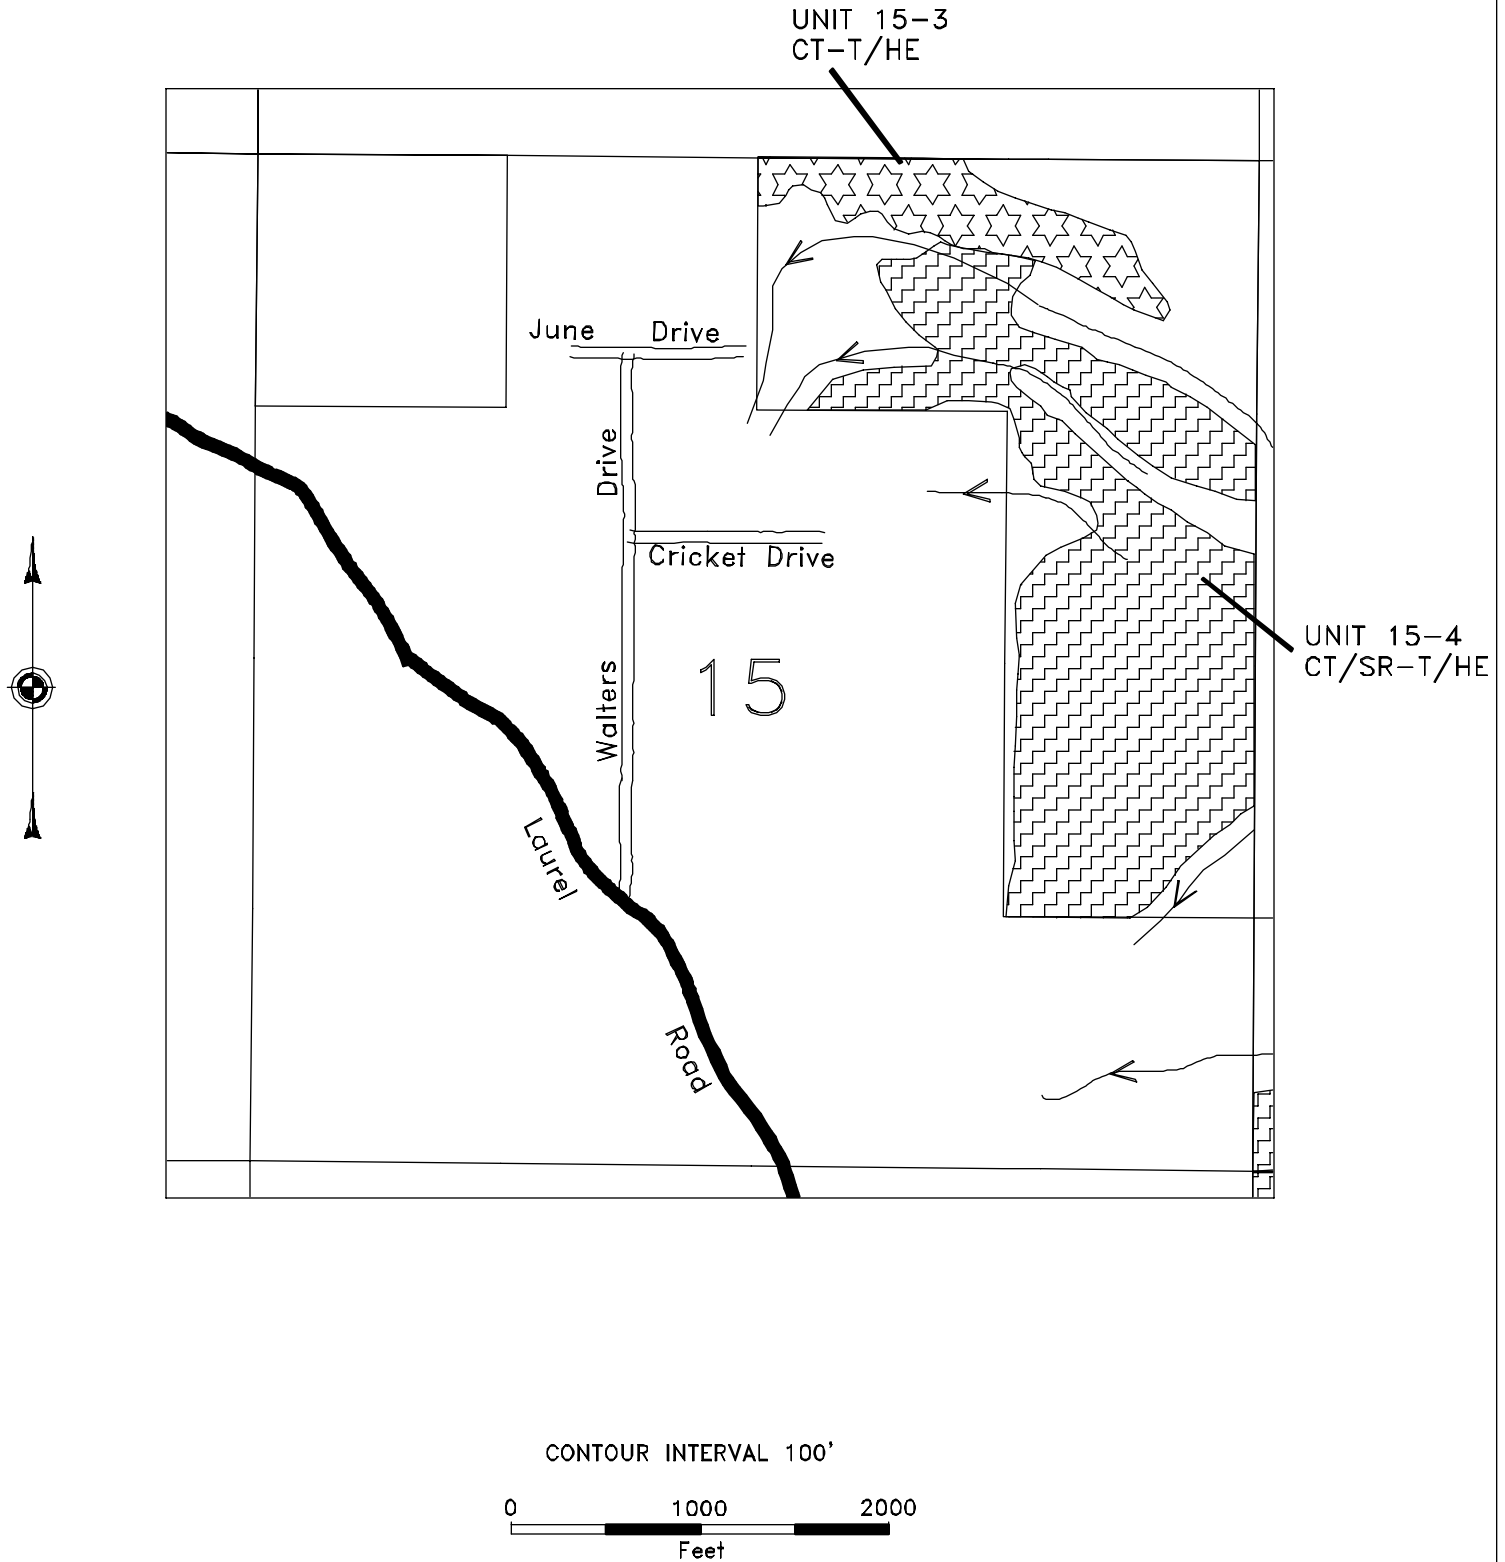 UNIT 15-3
CT-T/HE
June Drive
Drive
Cricket Drive
UNIT 15-4
CT/SR-T/HE
15
Walters
Laurel
Road
CONTOUR INTERVAL 100'
0 1000 2000
Feet